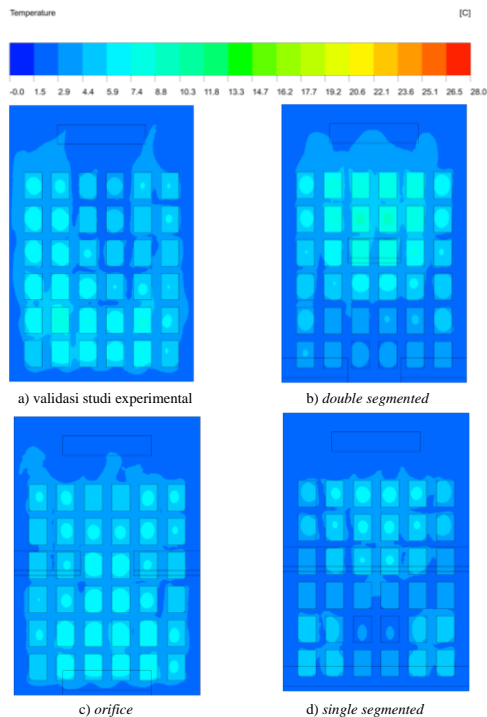 Temperature [C]
-0.0 1.5 2.9 4.4 5.9 7.4 8.8 10.3 11.8 13.3 14.7 16.2 17.7 19.2 20.6 22.1 23.6 25.1 26.5 28.0
a) validasi studi experimental b) double segmented
c) orifice d) single segmented